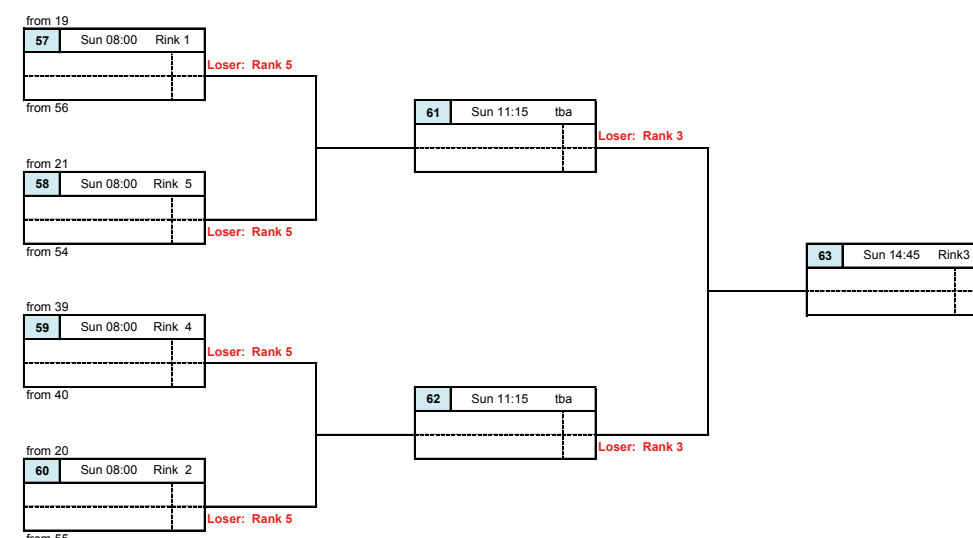 from 19
57 Sun 08:00 Rink 1
Loser: Rank 5
from 56
61 Sun 11:15 tba
Loser: Rank 3
from 21
58 Sun 08:00 Rink 5
Loser: Rank 5
from 54
63 Sun 14:45 Rink3
from 39
59 Sun 08:00 Rink 4
Loser: Rank 5
from 40
62 Sun 11:15 tba
Loser: Rank 3
from 20
60 Sun 08:00 Rink 2
Loser: Rank 5
from 55